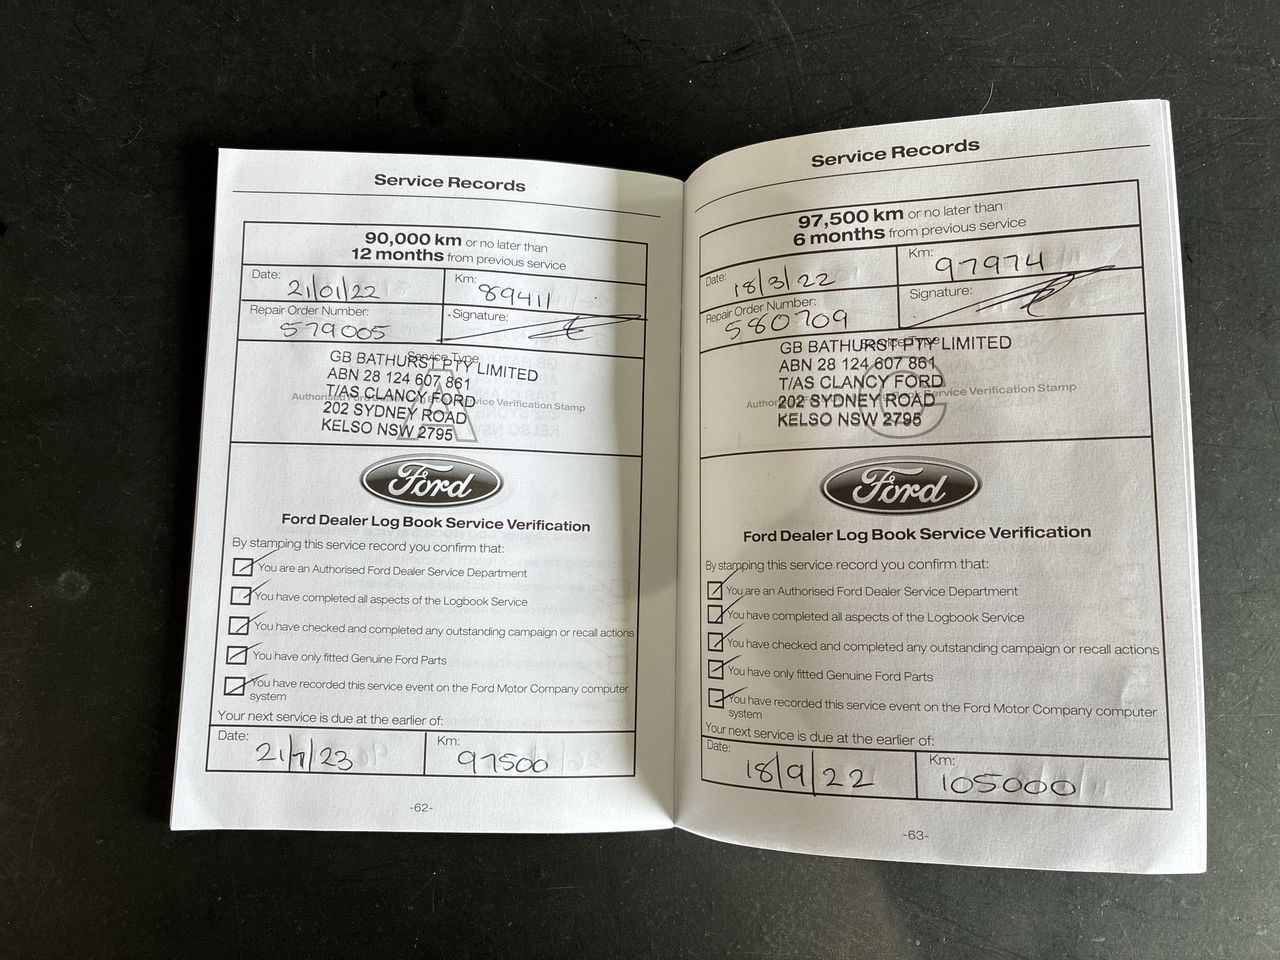 Service Records
90,000 km or no later than
12 months from previous service
Date:
21/01/22
Km:
89411
Repair Order Number:
579005
Signature:
Service Type
A
Authorised Ford Dealer Service Verification Stamp
GB BATHURST PTY LIMITED
ABN 28 124 607 861
T/AS CLANCY FORD
202 SYDNEY ROAD
KELSO NSW 2795
Ford
Ford Dealer Log Book Service Verification
By stamping this service record you confirm that:
You are an Authorised Ford Dealer Service Department
You have completed all aspects of the Logbook Service
You have checked and completed any outstanding campaign or recall actions
You have only fitted Genuine Ford Parts
You have recorded this service event on the Ford Motor Company computer
system
Your next service is due at the earlier of:
Date:
21/7/23
Km:
97500
-62-
Service Records
97,500 km or no later than
6 months from previous service
Date:
18/3/22
Km:
97974
Repair Order Number:
580709
Signature:
Service Type
C
Service Verification Stamp
GB BATHURST PTY LIMITED
ABN 28 124 607 861
T/AS CLANCY FORD
202 SYDNEY ROAD
KELSO NSW 2795
Ford
Ford Dealer Log Book Service Verification
By stamping this service record you confirm that:
You are an Authorised Ford Dealer Service Department
You have completed all aspects of the Logbook Service
You have checked and completed any outstanding campaign or recall actions
You have only fitted Genuine Ford Parts
You have recorded this service event on the Ford Motor Company computer
system
Your next service is due at the earlier of:
Date:
18/9/22
Km:
105000
-63-